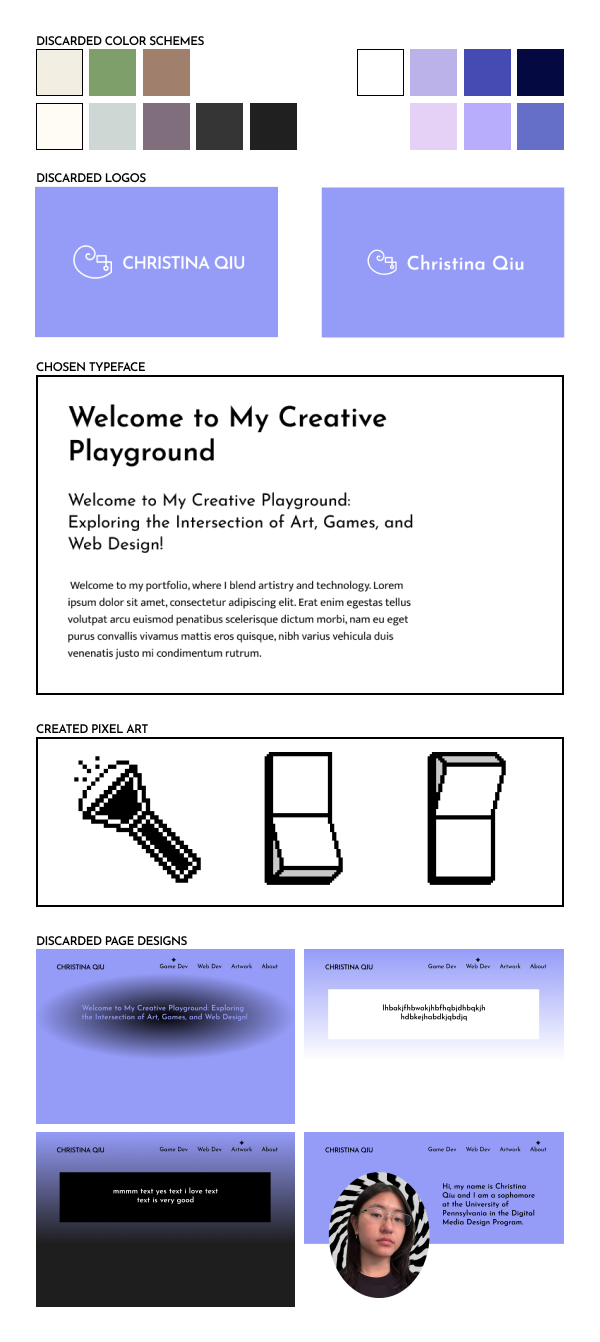 DISCARDED COLOR SCHEMES
DISCARDED LOGOS
CHRISTINA QIU
Christina Qiu
CHOSEN TYPEFACE
Welcome to My Creative
Playground
Welcome to My Creative Playground:
Exploring the Intersection of Art, Games, and
Web Design!
Welcome to my portfolio, where I blend artistry and technology. Lorem
ipsum dolor sit amet, consectetur adipiscing elit. Erat enim egestas tellus
volutpat arcu euismod penatibus scelerisque dictum morbi, nam eu eget
purus convallis vivamus mattis eros quisque, nibh varius vehicula duis
venenatis justo mi condimentum rutrum.
CREATED PIXEL ART
DISCARDED PAGE DESIGNS
CHRISTINA QIU Game Dev Web Dev Artwork About
Welcome to My Creative Playground: Exploring
the Intersection of Art, Games, and Web Design!
CHRISTINA QIU Game Dev Web Dev Artwork About
lhbakjfhbwakjhbfhqbjdhbqkjh
hdbkejhabdkjqbdjq
CHRISTINA QIU Game Dev Web Dev Artwork About
mmmm text yes text i love text
text is very good
CHRISTINA QIU Game Dev Web Dev Artwork About
Hi, my name is Christina
Qiu and I am a sophomore
at the University of
Pennsylvania in the Digital
Media Design Program.